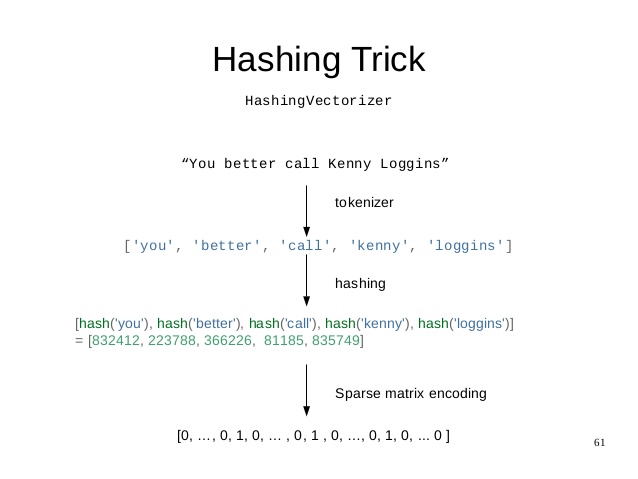 Hashing Trick
HashingVectorizer
“You better call Kenny Loggins”
tokenizer
['you', 'better', 'call', 'kenny', 'loggins']
hashing
[hash('you'), hash('better'), hash('call'), hash('kenny'), hash('loggins')]
= [832412, 223788, 366226, 81185, 835749]
Sparse matrix encoding
[0, …, 0, 1, 0, … , 0, 1 , 0, …, 0, 1, 0, ... 0 ]
61